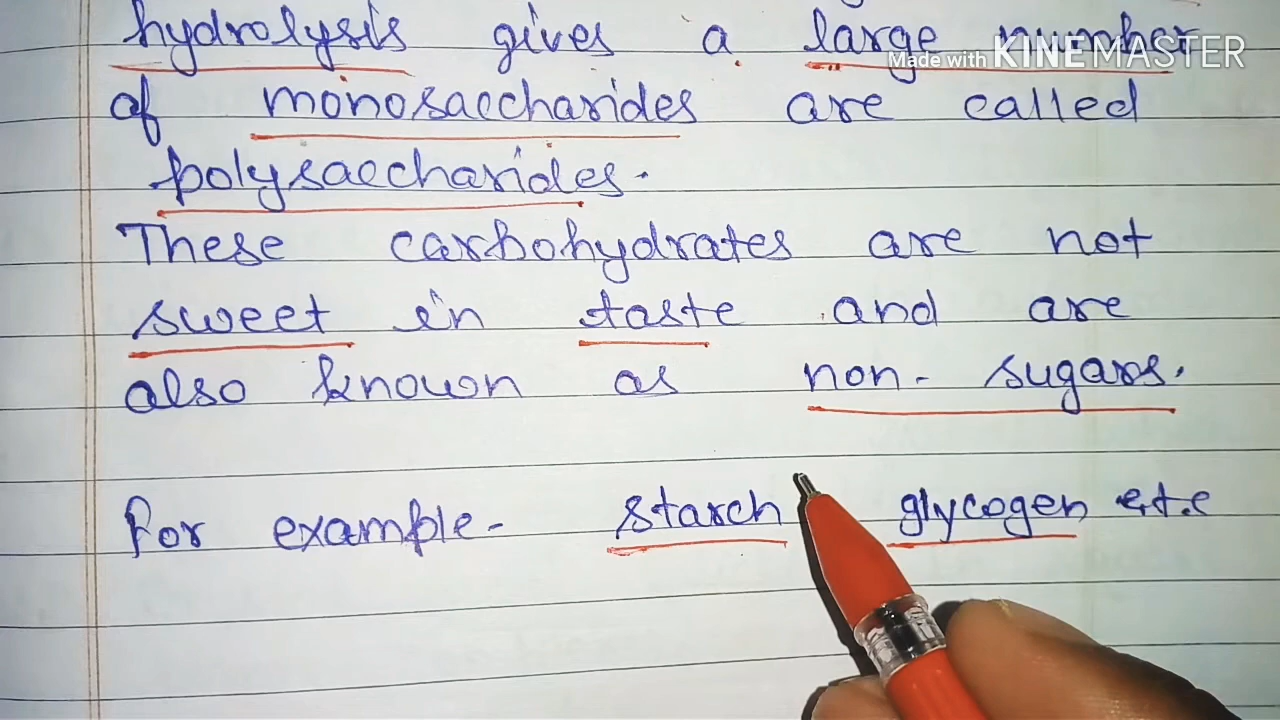 hydrolysis gives a large number
Made with KINEMASTER
of monosaccharides are called
polysaccharides.
These carbohydrates are not
sweet in taste and are
also known as non-sugars.
For example- starch glycogen etc